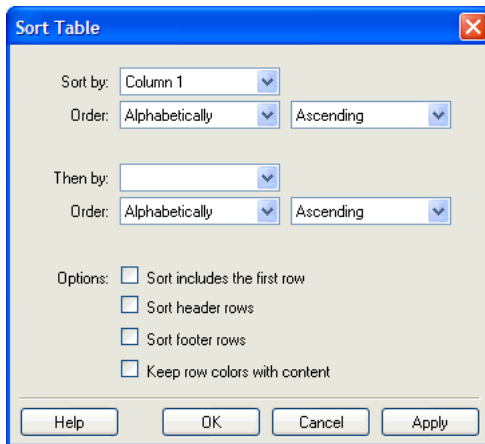 Sort Table
Sort by: Column 1
Order: Alphabetically Ascending
Then by:
Order: Alphabetically Ascending
Options: Sort includes the first row
Sort header rows
Sort footer rows
Keep row colors with content
Help OK Cancel Apply